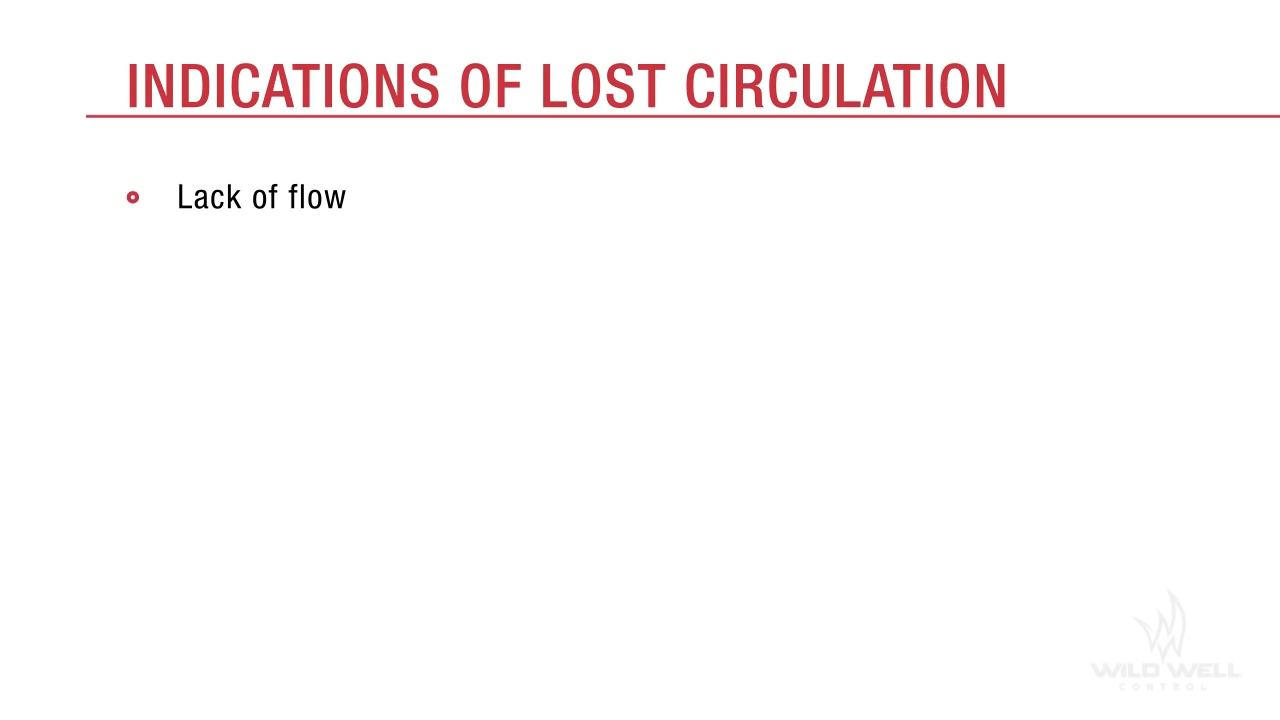 INDICATIONS OF LOST CIRCULATION
Lack of flow
WILD WELL
CONTROL